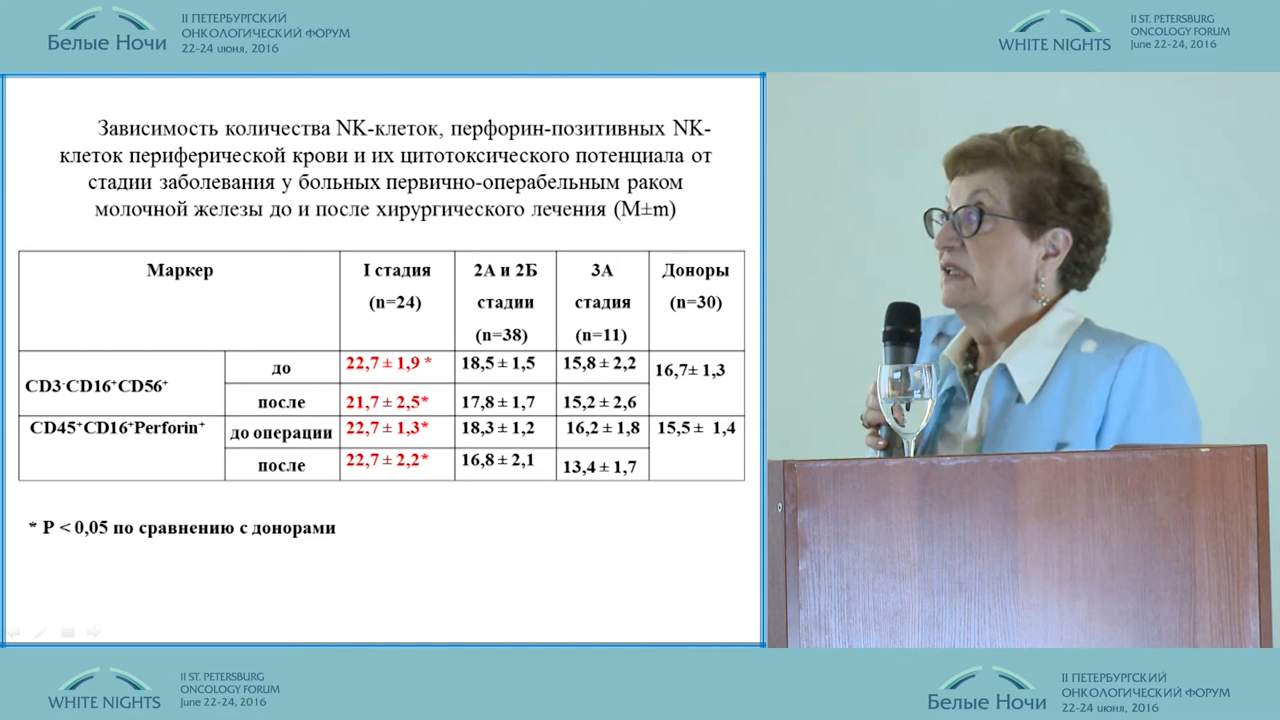 Белые Ночи
II ПЕТЕРБУРГСКИЙ
ОНКОЛОГИЧЕСКИЙ ФОРУМ
22-24 июня, 2016
WHITE NIGHTS
II ST. PETERSBURG
ONCOLOGY FORUM
June 22-24, 2016
Зависимость количества NK-клеток, перфорин-позитивных NK-
клеток периферической крови и их цитотоксического потенциала от
стадии заболевания у больных первично-операбельным раком
молочной железы до и после хирургического лечения (M±m)
Маркер I стадия (n=24) 2А и 2Б стадии (n=38) 3А стадия (n=11) Доноры (n=30)
CD3⁻CD16⁺CD56⁺ до 22,7 ± 1,9 * 18,5 ± 1,5 15,8 ± 2,2 16,7± 1,3
после 21,7 ± 2,5* 17,8 ± 1,7 15,2 ± 2,6
CD45⁺CD16⁺Perforin⁺ до операции 22,7 ± 1,3* 18,3 ± 1,2 16,2 ± 1,8 15,5 ± 1,4
после 22,7 ± 2,2* 16,8 ± 2,1 13,4 ± 1,7
* P < 0,05 по сравнению с донорами
WHITE NIGHTS
II ST. PETERSBURG
ONCOLOGY FORUM
June 22-24, 2016
Белые Ночи
II ПЕТЕРБУРГСКИЙ
ОНКОЛОГИЧЕСКИЙ ФОРУМ
22-24 июня, 2016